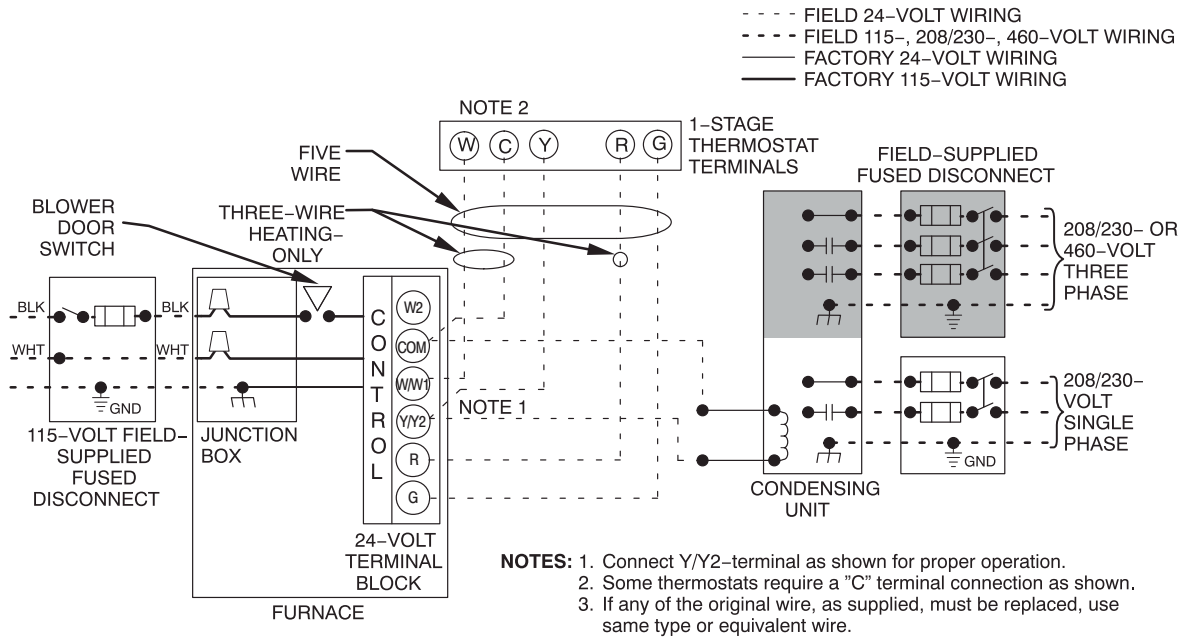 FIELD 24-VOLT WIRING
FIELD 115-, 208/230-, 460-VOLT WIRING
FACTORY 24-VOLT WIRING
FACTORY 115-VOLT WIRING
NOTE 2
W C Y R G
1-STAGE
THERMOSTAT
TERMINALS
FIVE
WIRE
THREE-WIRE
HEATING-
ONLY
BLOWER
DOOR
SWITCH
FIELD-SUPPLIED
FUSED DISCONNECT
208/230- OR
460-VOLT
THREE
PHASE
BLK
BLK
WHT
WHT
GND
115-VOLT FIELD-
SUPPLIED
FUSED
DISCONNECT
JUNCTION
BOX
CONTROL
W2
COM
W/W1
Y/Y2
R
G
NOTE 1
24-VOLT
TERMINAL
BLOCK
FURNACE
208/230-
VOLT
SINGLE
PHASE
GND
CONDENSING
UNIT
NOTES: 1. Connect Y/Y2-terminal as shown for proper operation.
2. Some thermostats require a "C" terminal connection as shown.
3. If any of the original wire, as supplied, must be replaced, use
same type or equivalent wire.